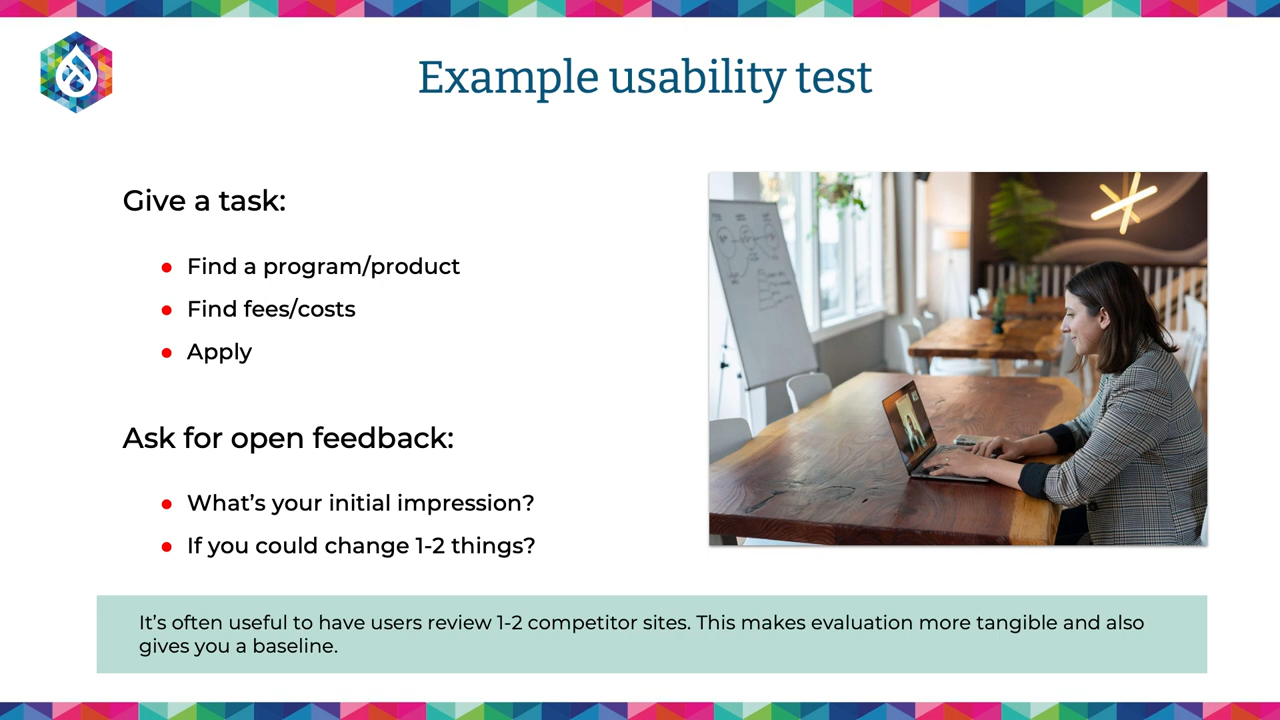 Example usability test
Give a task:
Find a program/product
Find fees/costs
Apply
Ask for open feedback:
What’s your initial impression?
If you could change 1-2 things?
It’s often useful to have users review 1-2 competitor sites. This makes evaluation more tangible and also
gives you a baseline.